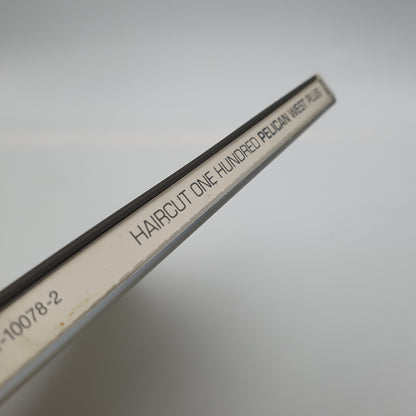 HAIRCUT ONE HUNDRED PELICAN WEST PLUS
-10078-2